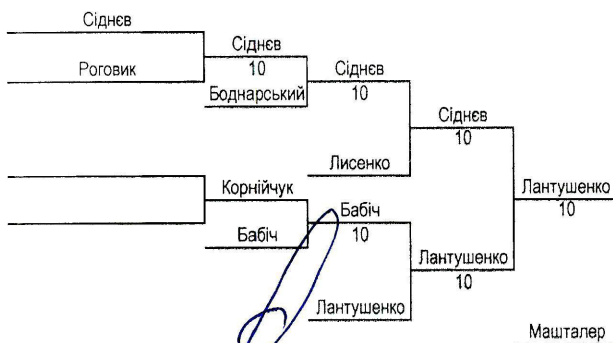 Сіднєв
Сіднєв
Роговик
10
Сіднєв
Боднарський
10
Сіднєв
10
Лисенко
Корнійчук
Лантушенко
Бабіч
10
Бабіч
10
Лантушенко
10
Лантушенко
Машталер